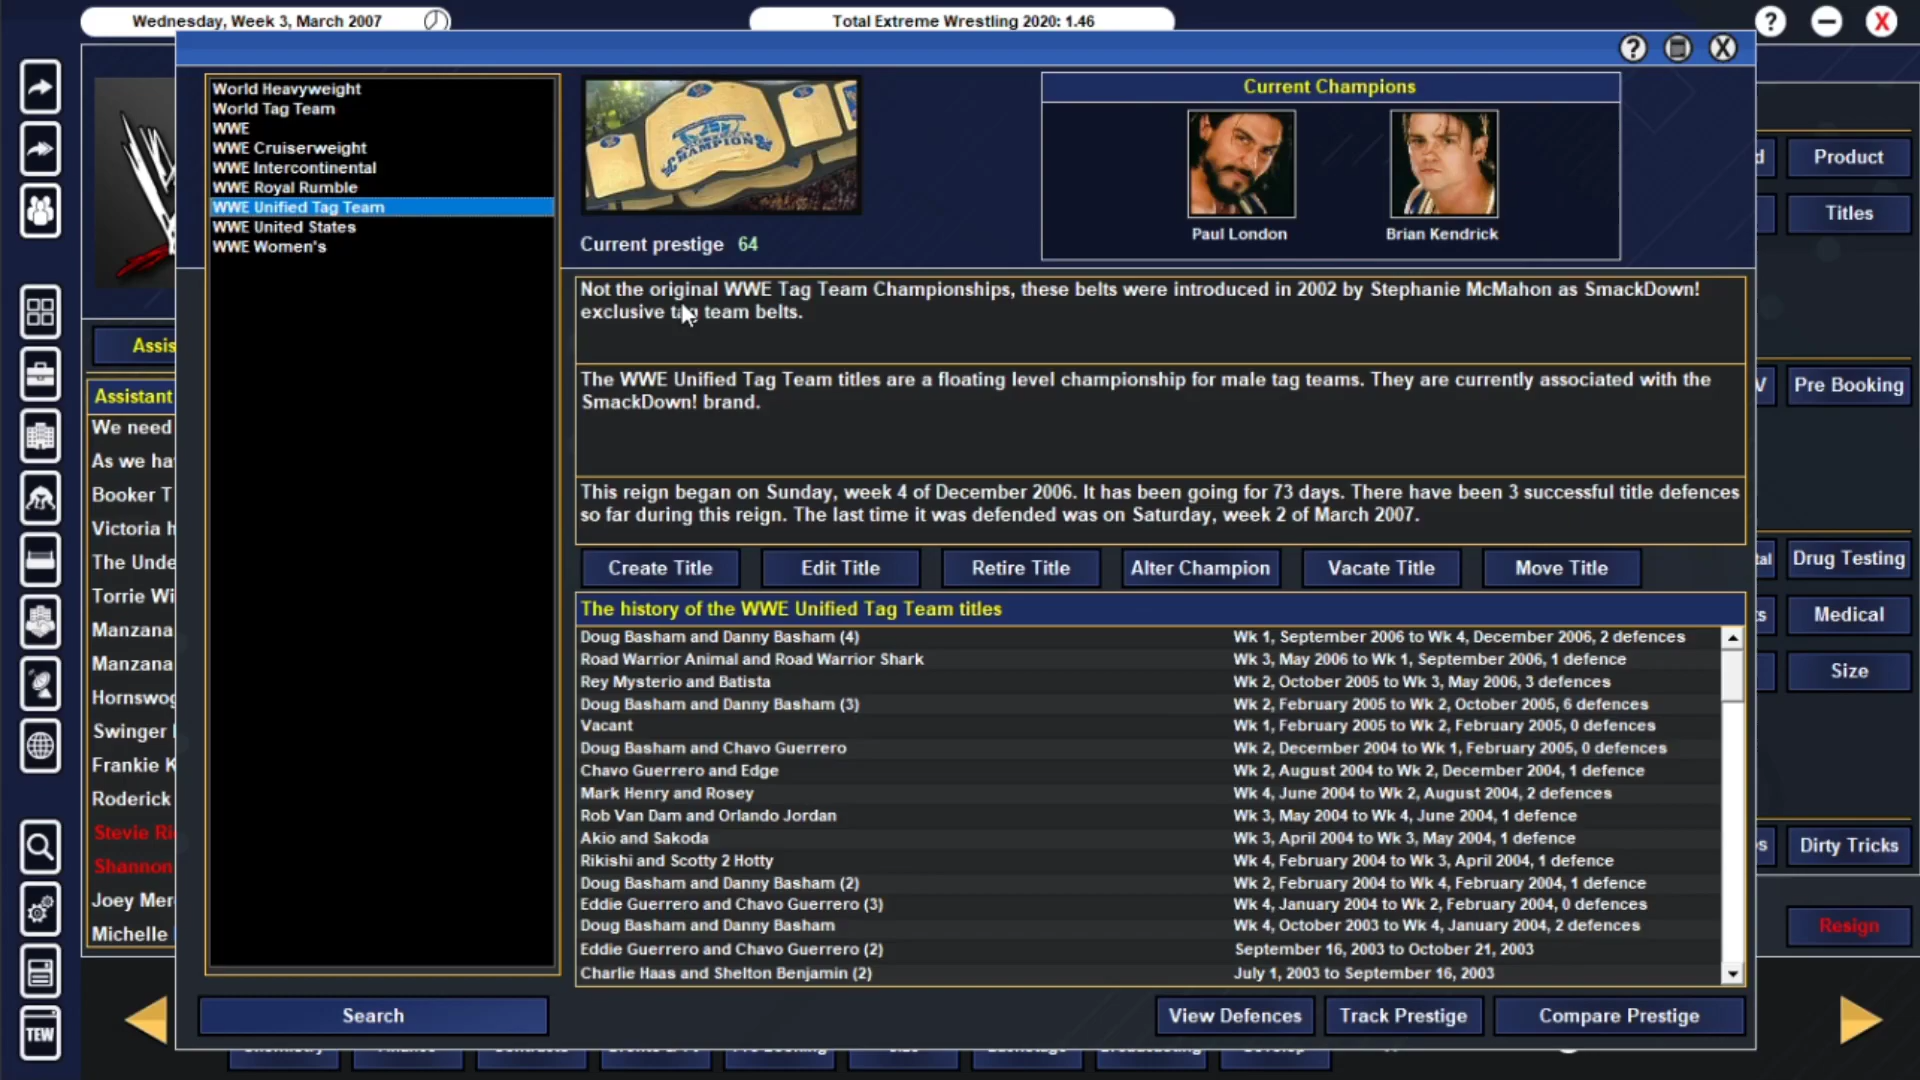 Wednesday, Week 3, March 2007
Total Extreme Wrestling 2020: 1.46
World Heavyweight
World Tag Team
WWE
WWE Cruiserweight
WWE Intercontinental
WWE Royal Rumble
WWE Unified Tag Team
WWE United States
WWE Women's
Current prestige 64
Current Champions
Paul London
Brian Kendrick
Not the original WWE Tag Team Championships, these belts were introduced in 2002 by Stephanie McMahon as SmackDown!
exclusive tag team belts.
The WWE Unified Tag Team titles are a floating level championship for male tag teams. They are currently associated with the
SmackDown! brand.
This reign began on Sunday, week 4 of December 2006. It has been going for 73 days. There have been 3 successful title defences
so far during this reign. The last time it was defended was on Saturday, week 2 of March 2007.
Create Title
Edit Title
Retire Title
Alter Champion
Vacate Title
Move Title
The history of the WWE Unified Tag Team titles
Doug Basham and Danny Basham (4) Wk 1, September 2006 to Wk 4, December 2006, 2 defences
Road Warrior Animal and Road Warrior Shark Wk 3, May 2006 to Wk 1, September 2006, 1 defence
Rey Mysterio and Batista Wk 2, October 2005 to Wk 3, May 2006, 3 defences
Doug Basham and Danny Basham (3) Wk 2, February 2005 to Wk 2, October 2005, 6 defences
Vacant Wk 1, February 2005 to Wk 2, February 2005, 0 defences
Doug Basham and Chavo Guerrero Wk 2, December 2004 to Wk 1, February 2005, 0 defences
Chavo Guerrero and Edge Wk 2, August 2004 to Wk 2, December 2004, 1 defence
Mark Henry and Rosey Wk 4, June 2004 to Wk 2, August 2004, 2 defences
Rob Van Dam and Orlando Jordan Wk 3, May 2004 to Wk 4, June 2004, 1 defence
Akio and Sakoda Wk 3, April 2004 to Wk 3, May 2004, 1 defence
Rikishi and Scotty 2 Hotty Wk 4, February 2004 to Wk 3, April 2004, 1 defence
Doug Basham and Danny Basham (2) Wk 2, February 2004 to Wk 4, February 2004, 1 defence
Eddie Guerrero and Chavo Guerrero (3) Wk 4, January 2004 to Wk 2, February 2004, 0 defences
Doug Basham and Danny Basham Wk 4, October 2003 to Wk 4, January 2004, 2 defences
Eddie Guerrero and Chavo Guerrero (2) September 16, 2003 to October 21, 2003
Charlie Haas and Shelton Benjamin (2) July 1, 2003 to September 16, 2003
Search
View Defences
Track Prestige
Compare Prestige
Assis
Assistant
We need
As we ha
Booker T
Victoria h
The Unde
Torrie Wi
Manzana
Manzana
Hornswog
Swinger
Frankie K
Roderick
Stevie Ri
Shannon
Joey Mer
Michelle
TEW
Product
Titles
Pre Booking
Drug Testing
Medical
Size
Dirty Tricks
Resign